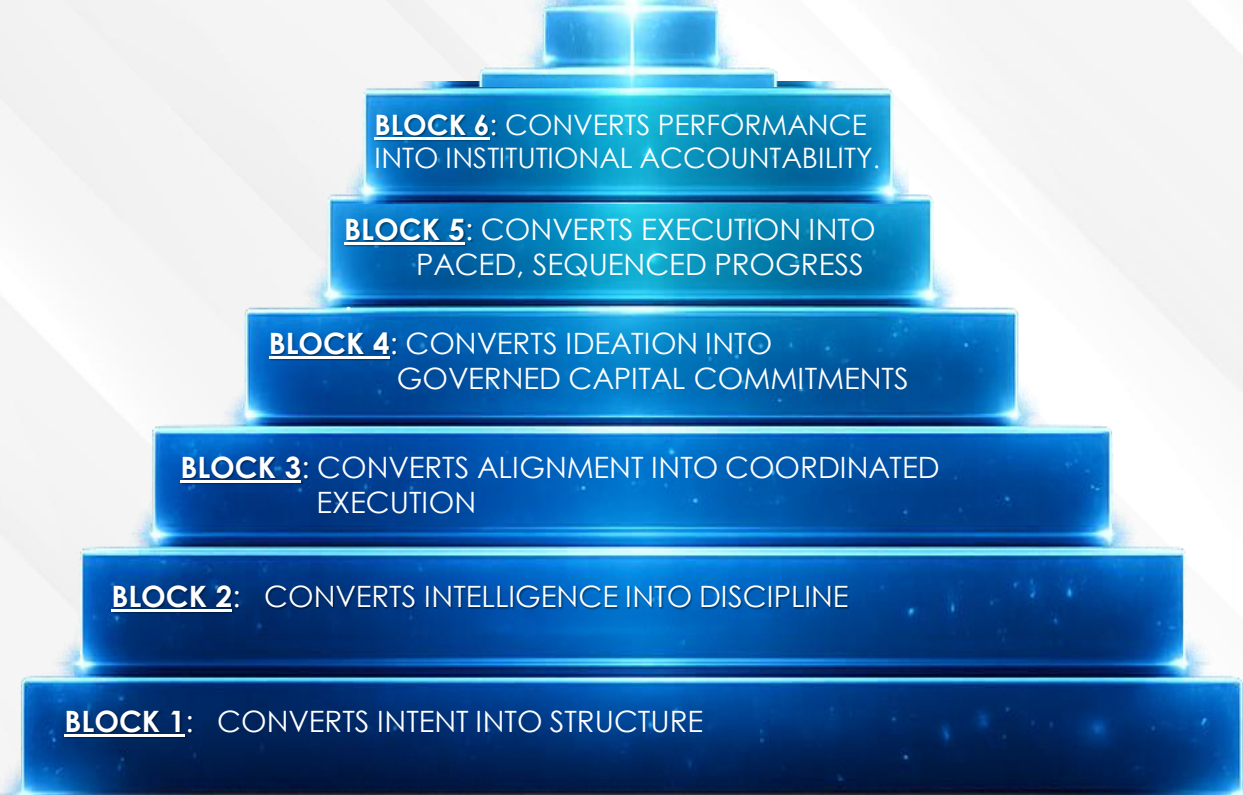 BLOCK 6: CONVERTS PERFORMANCE
INTO INSTITUTIONAL ACCOUNTABILITY.
BLOCK 5: CONVERTS EXECUTION INTO
PACED, SEQUENCED PROGRESS
BLOCK 4: CONVERTS IDEATION INTO
GOVERNED CAPITAL COMMITMENTS
BLOCK 3: CONVERTS ALIGNMENT INTO COORDINATED
EXECUTION
BLOCK 2: CONVERTS INTELLIGENCE INTO DISCIPLINE
BLOCK 1: CONVERTS INTENT INTO STRUCTURE